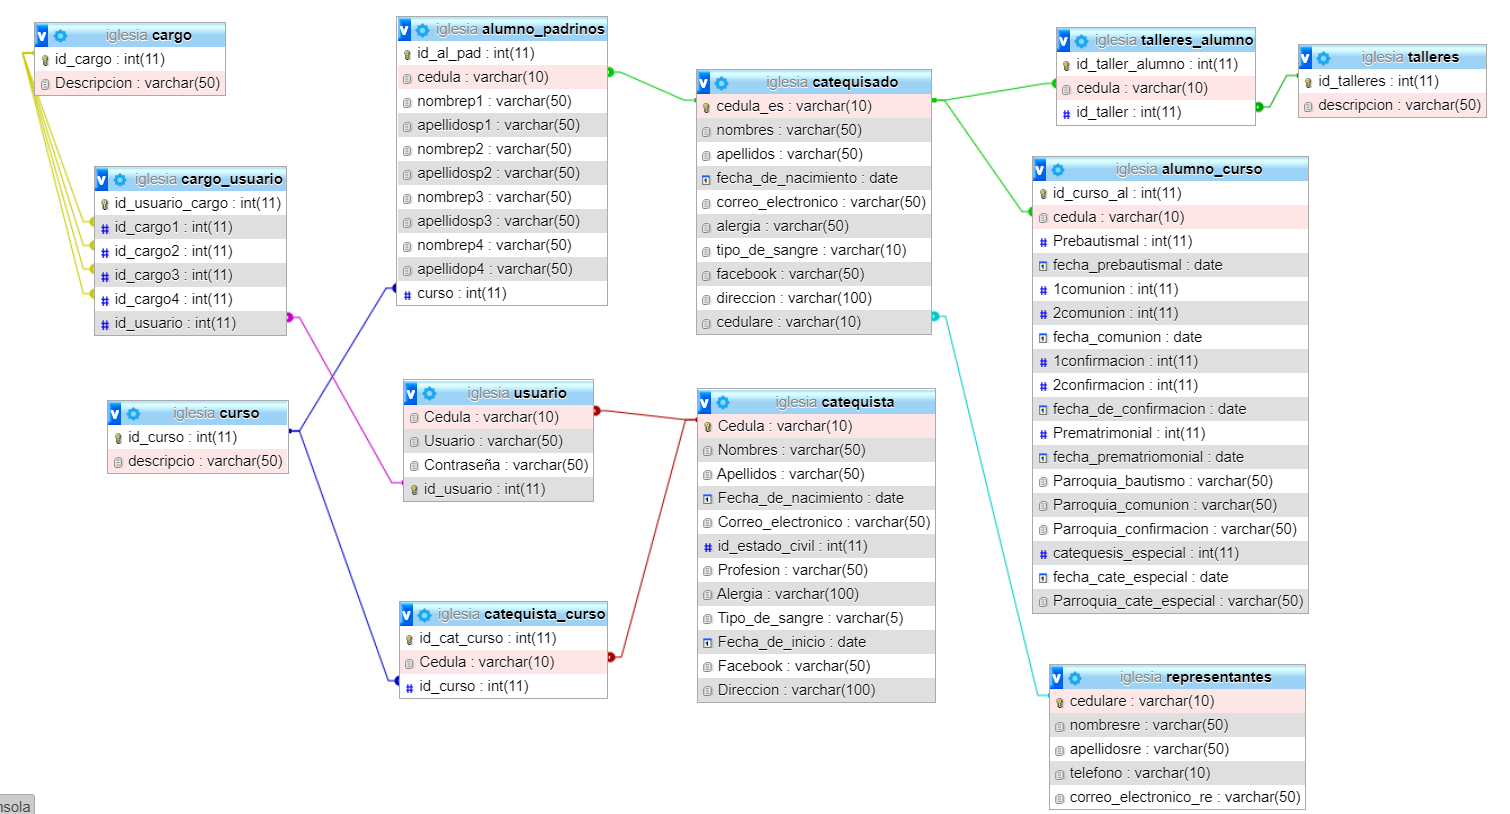 v iglesia cargo
id_cargo : int(11)
Descripcion : varchar(50)
v iglesia cargo_usuario
id_usuario_cargo : int(11)
# id_cargo1 : int(11)
# id_cargo2 : int(11)
# id_cargo3 : int(11)
# id_cargo4 : int(11)
# id_usuario : int(11)
v iglesia curso
id_curso : int(11)
descripcio : varchar(50)
v iglesia alumno_padrinos
id_al_pad : int(11)
cedula : varchar(10)
nombrep1 : varchar(50)
apellidosp1 : varchar(50)
nombrep2 : varchar(50)
apellidosp2 : varchar(50)
nombrep3 : varchar(50)
apellidosp3 : varchar(50)
nombrep4 : varchar(50)
apellidop4 : varchar(50)
# curso : int(11)
v iglesia usuario
Cedula : varchar(10)
Usuario : varchar(50)
Contraseña : varchar(50)
id_usuario : int(11)
v iglesia catequista_curso
id_cat_curso : int(11)
Cedula : varchar(10)
# id_curso : int(11)
v iglesia catequisado
cedula_es : varchar(10)
nombres : varchar(50)
apellidos : varchar(50)
fecha_de_nacimiento : date
correo_electronico : varchar(50)
alergia : varchar(50)
tipo_de_sangre : varchar(10)
facebook : varchar(50)
direccion : varchar(100)
cedulare : varchar(10)
v iglesia catequista
Cedula : varchar(10)
Nombres : varchar(50)
Apellidos : varchar(50)
Fecha_de_nacimiento : date
Correo_electronico : varchar(50)
# id_estado_civil : int(11)
Profesion : varchar(50)
Alergia : varchar(100)
Tipo_de_sangre : varchar(5)
Fecha_de_inicio : date
Facebook : varchar(50)
Direccion : varchar(100)
v iglesia talleres_alumno
id_taller_alumno : int(11)
cedula : varchar(10)
# id_taller : int(11)
v iglesia talleres
id_talleres : int(11)
descripcion : varchar(50)
v iglesia alumno_curso
id_curso_al : int(11)
cedula : varchar(10)
# Prebautismal : int(11)
fecha_prebautismal : date
# 1comunion : int(11)
# 2comunion : int(11)
fecha_comunion : date
# 1confirmacion : int(11)
# 2confirmacion : int(11)
fecha_de_confirmacion : date
# Prematrimonial : int(11)
fecha_prematriomonial : date
Parroquia_bautismo : varchar(50)
Parroquia_comunion : varchar(50)
Parroquia_confirmacion : varchar(50)
# catequesis_especial : int(11)
fecha_cate_especial : date
Parroquia_cate_especial : varchar(50)
v iglesia representantes
cedulare : varchar(10)
nombresre : varchar(50)
apellidosre : varchar(50)
telefono : varchar(10)
correo_electronico_re : varchar(50)
nsola